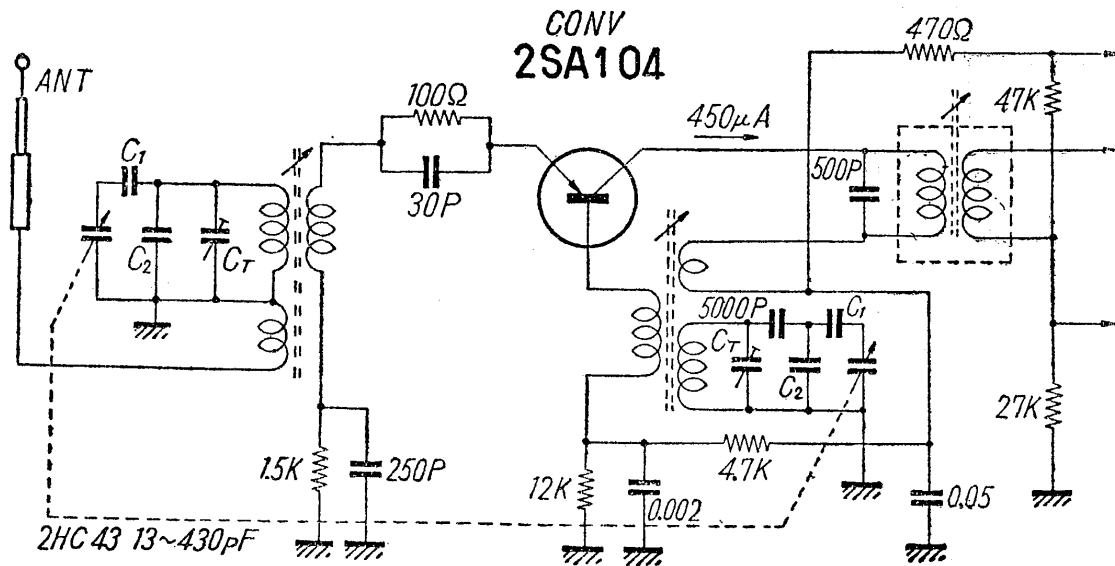 CONV
2SA104
ANT
100Ω
30P
450μA
470Ω
47K
500P
C1
C2
CT
5000P
C1
CT
C2
27K
1.5K
250P
12K
0.002
4.7K
0.05
2HC43 13~430pF